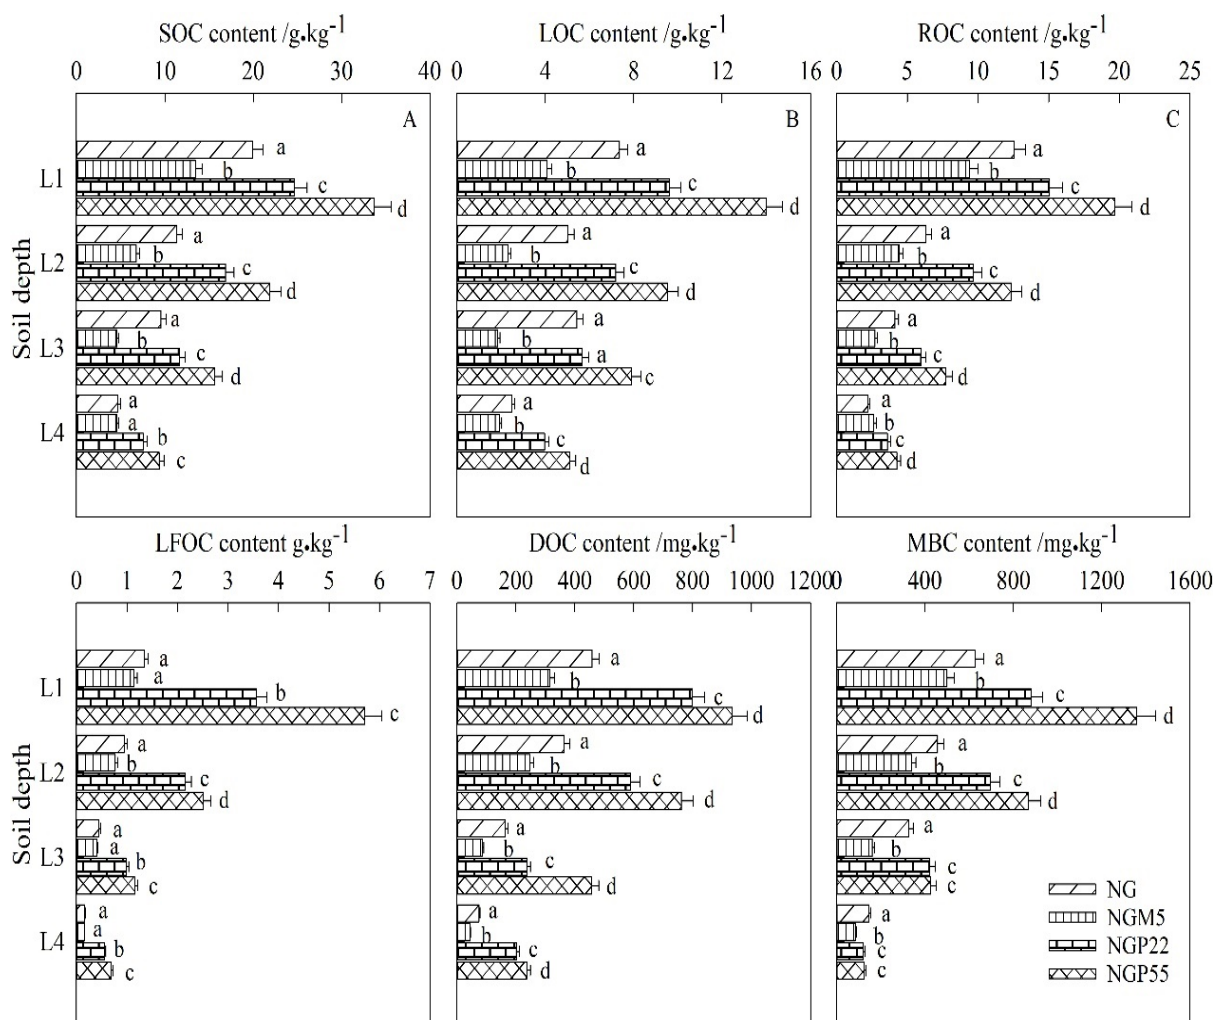 SOC content /g•kg-1 LOC content /g•kg-1 ROC content /g•kg-1
0 10 20 30 40 0 4 8 12 16 0 5 10 15 20 25
A B C
a a a
L1 b b b
c c c
d d d
a a a
L2 b b b
c c c
d d d
a a a
L3 b b b
c a c
d c d
a a a
L4 a b b
b c c
c d d
Soil depth
LFOC content g•kg-1 DOC content /mg•kg-1 MBC content /mg•kg-1
0 1 2 3 4 5 6 7 0 200 400 600 800 1000 1200 0 400 800 1200 1600
a a a
L1 a b b
b c c
c d d
a a a
L2 b b b
c c c
d d d
a a a
L3 a b b
b c c
c d c
a a a
L4 a b b
b c c
c d c
Soil depth
NG
NGM5
NGP22
NGP55